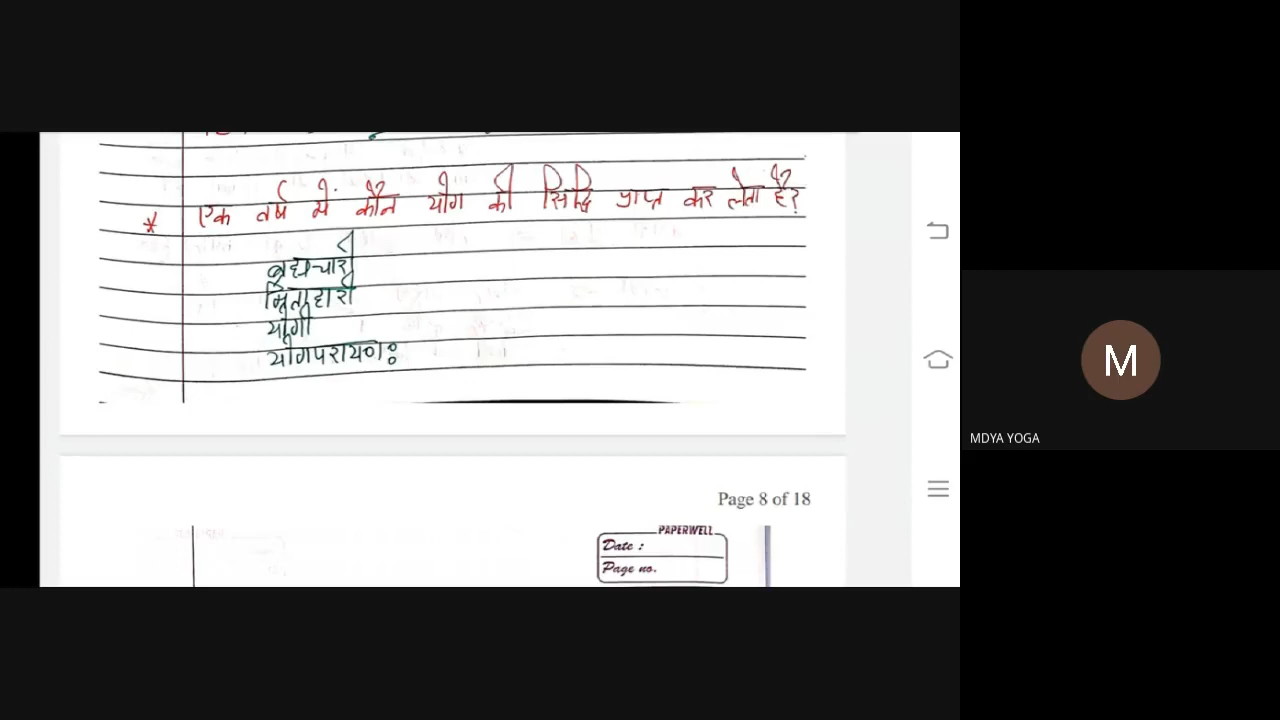 * एक वर्ष में कौन योग की सिद्धि प्राप्त कर लेता है?
ब्रह्मचारी
मिताहारी
योगी
योगपरायणः
Page 8 of 18
PAPERWELL
Date :
Page no.
M
MDYA YOGA